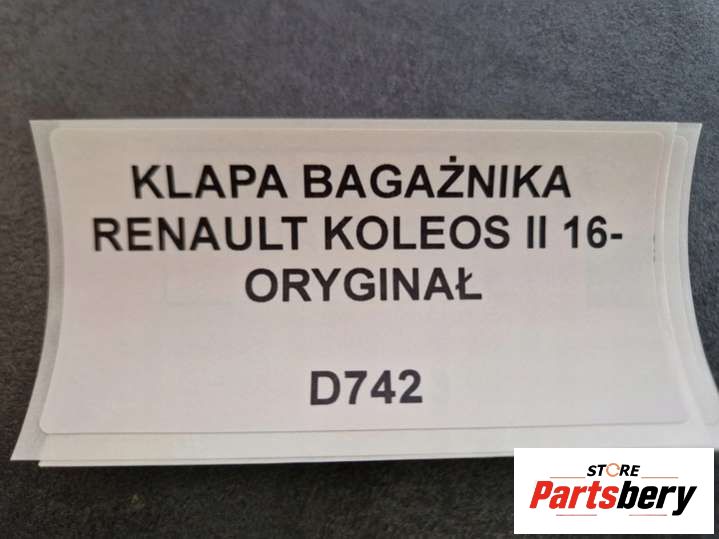 KLAPA BAGAŻNIKA
RENAULT KOLEOS II 16-
ORYGINAŁ
D742
STORE
Partsbery